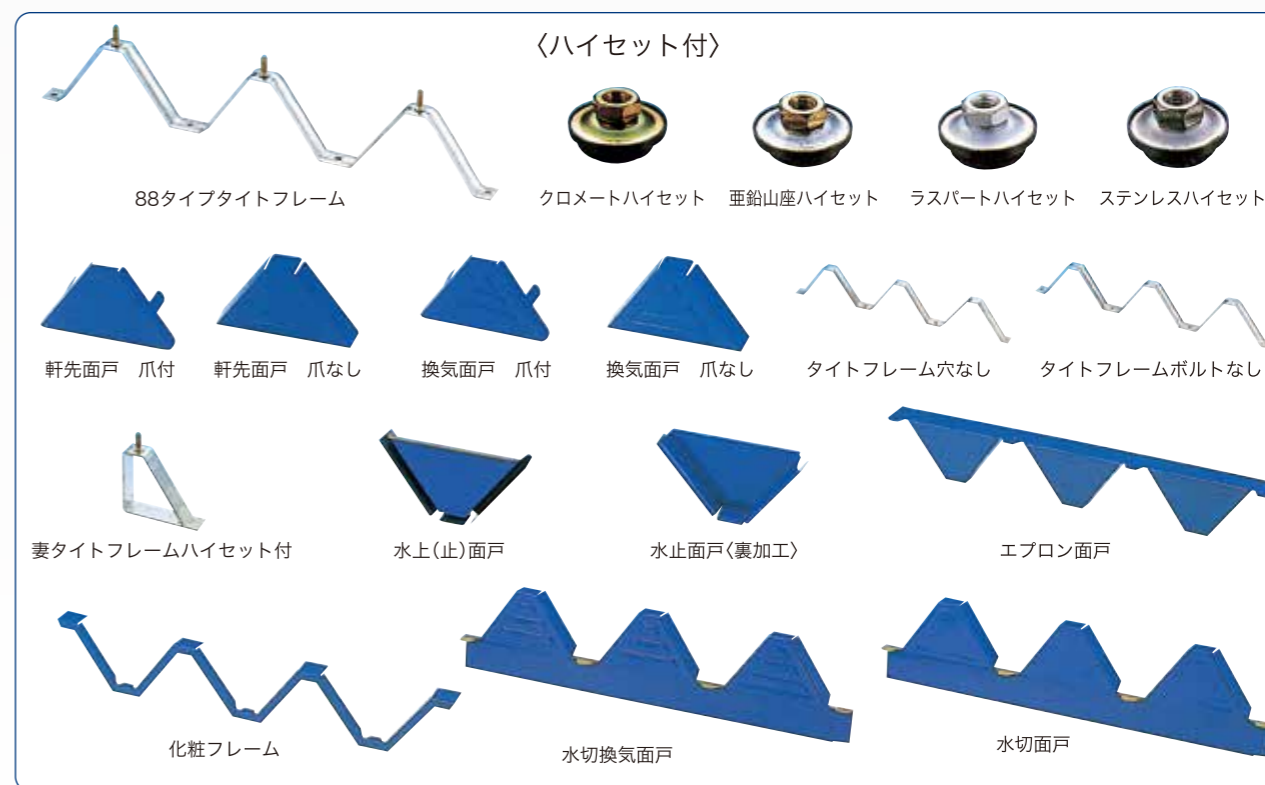 〈ハイセット付〉
88タイプタイトフレーム
クロメートハイセット
亜鉛山座ハイセット
ラスパートハイセット
ステンレスハイセット
軒先面戸　爪付
軒先面戸　爪なし
換気面戸　爪付
換気面戸　爪なし
タイトフレーム穴なし
タイトフレームボルトなし
妻タイトフレームハイセット付
水上(止)面戸
水止面戸〈裏加工〉
エプロン面戸
化粧フレーム
水切換気面戸
水切面戸